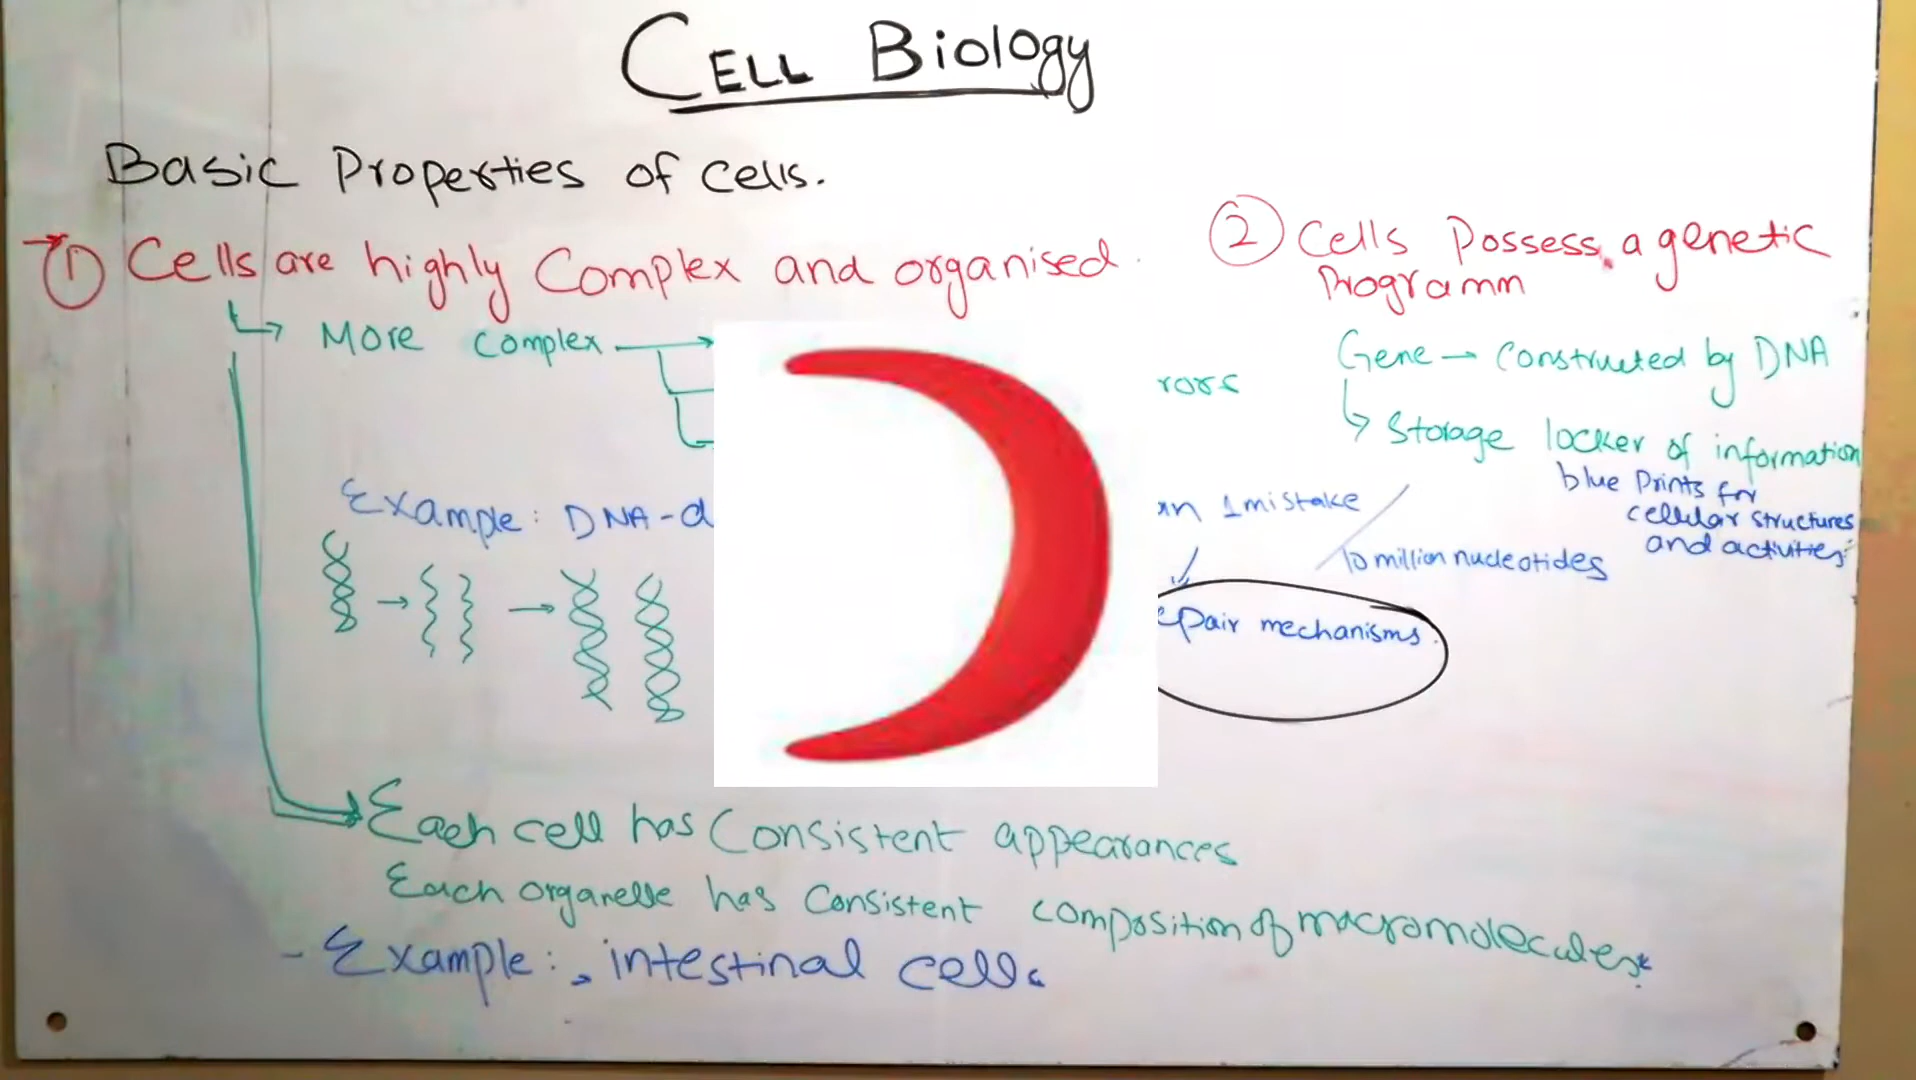 CELL Biology
Basic Properties of cells.
① Cells are highly Complex and organised.
More complex
rors
Example: DNA-d
an 1 mistake
10 million nucleotides
epair mechanisms.
Each cell has Consistent appearances
Each organelle has Consistent composition of macromolecules
- Example: intestinal cells
② Cells Possess a genetic
Programm
Gene → Constructed by DNA
Storage locker of information
blue Prints for
cellular structures
and activities